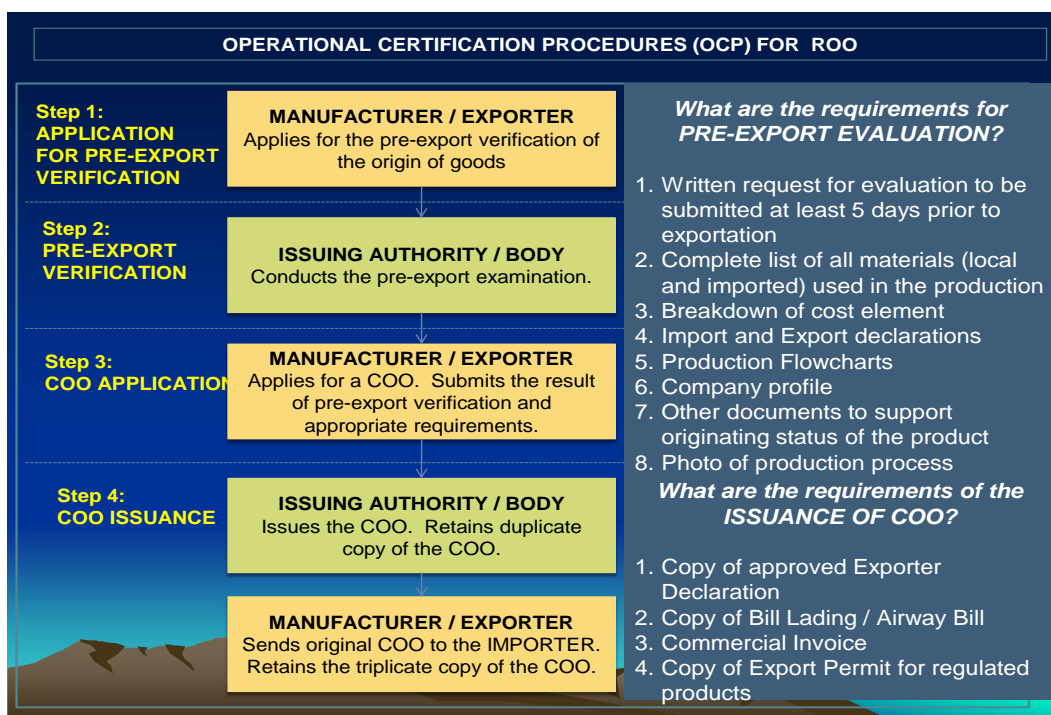 OPERATIONAL CERTIFICATION PROCEDURES (OCP) FOR ROO
Step 1:
APPLICATION
FOR PRE-EXPORT
VERIFICATION
MANUFACTURER / EXPORTER
Applies for the pre-export verification of
the origin of goods
Step 2:
PRE-EXPORT
VERIFICATION
ISSUING AUTHORITY / BODY
Conducts the pre-export examination.
Step 3:
COO APPLICATION
MANUFACTURER / EXPORTER
Applies for a COO. Submits the result
of pre-export verification and
appropriate requirements.
Step 4:
COO ISSUANCE
ISSUING AUTHORITY / BODY
Issues the COO. Retains duplicate
copy of the COO.
MANUFACTURER / EXPORTER
Sends original COO to the IMPORTER.
Retains the triplicate copy of the COO.
What are the requirements for
PRE-EXPORT EVALUATION?
1. Written request for evaluation to be
submitted at least 5 days prior to
exportation
2. Complete list of all materials (local
and imported) used in the production
3. Breakdown of cost element
4. Import and Export declarations
5. Production Flowcharts
6. Company profile
7. Other documents to support
originating status of the product
8. Photo of production process
What are the requirements of the
ISSUANCE OF COO?
1. Copy of approved Exporter
Declaration
2. Copy of Bill Lading / Airway Bill
3. Commercial Invoice
4. Copy of Export Permit for regulated
products